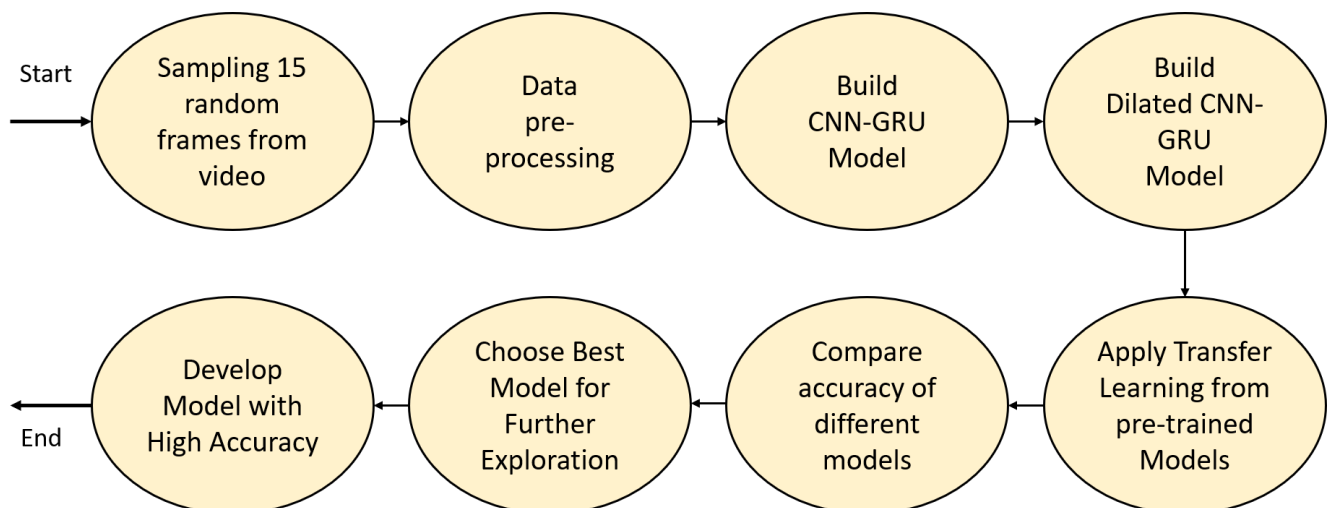 Start
Sampling 15
random
frames from
video
Data
pre-
processing
Build
CNN-GRU
Model
Build
Dilated CNN-
GRU
Model
Apply Transfer
Learning from
pre-trained
Models
Compare
accuracy of
different
models
Choose Best
Model for
Further
Exploration
Develop
Model with
High Accuracy
End